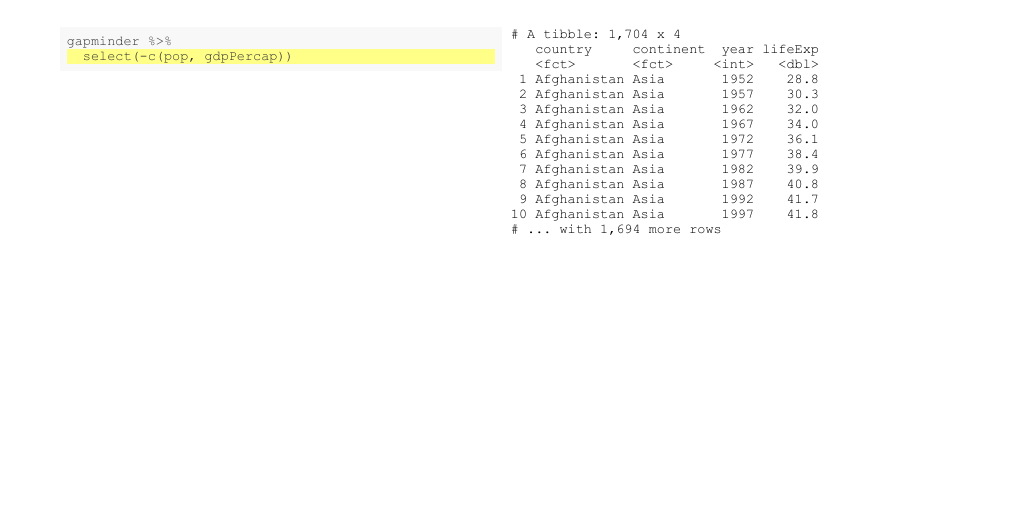 gapminder %>%
  select(-c(pop, gdpPercap))
# A tibble: 1,704 x 4
   country     continent  year lifeExp
   <fct>       <fct>     <int>   <dbl>
 1 Afghanistan Asia       1952    28.8
 2 Afghanistan Asia       1957    30.3
 3 Afghanistan Asia       1962    32.0
 4 Afghanistan Asia       1967    34.0
 5 Afghanistan Asia       1972    36.1
 6 Afghanistan Asia       1977    38.4
 7 Afghanistan Asia       1982    39.9
 8 Afghanistan Asia       1987    40.8
 9 Afghanistan Asia       1992    41.7
10 Afghanistan Asia       1997    41.8
# ... with 1,694 more rows